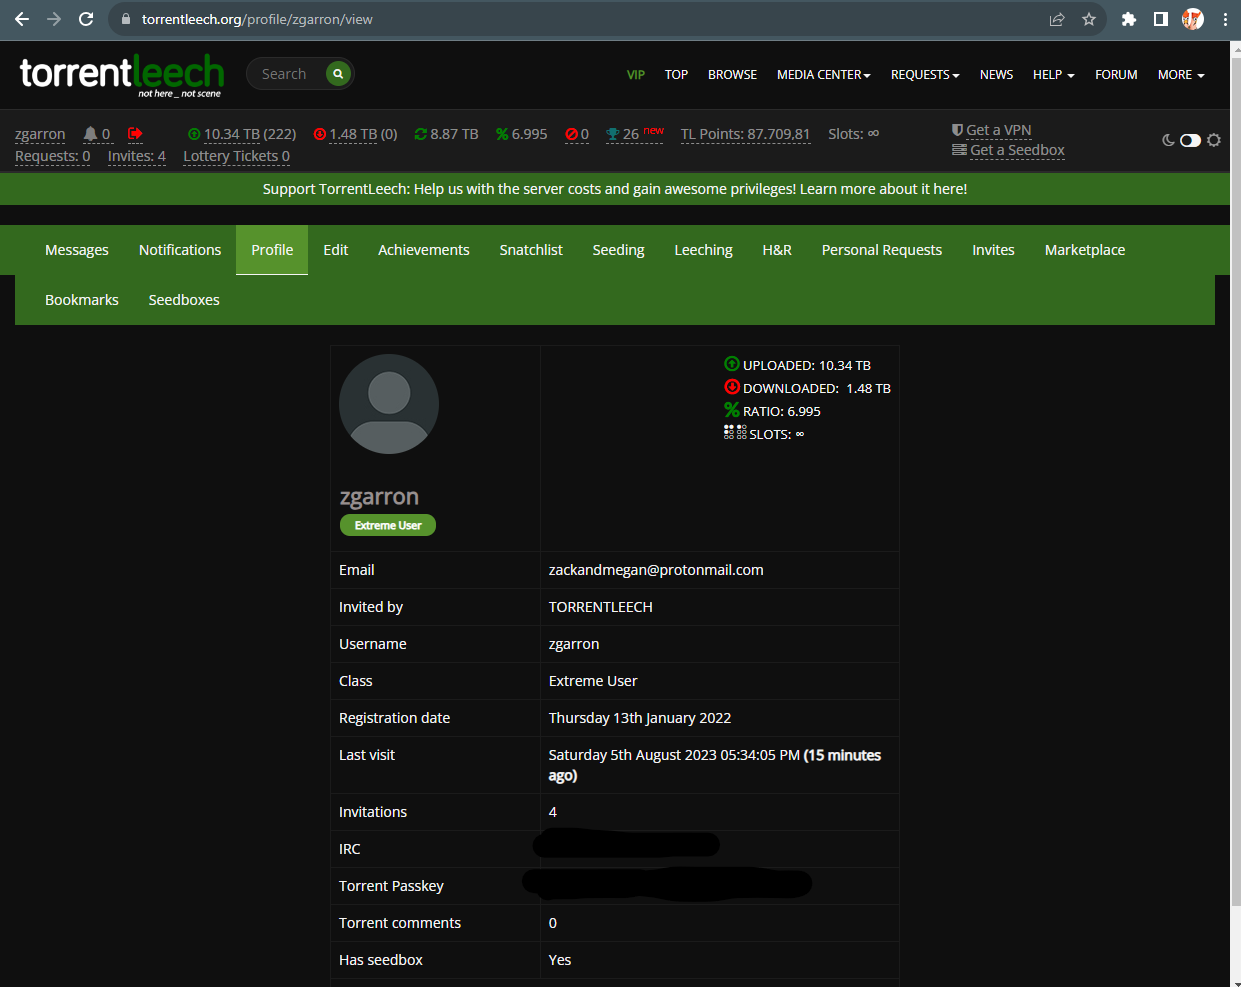 torrentleech.org/profile/zgarron/view
torrentleech
not here _ not scene
Search
VIP TOP BROWSE MEDIA CENTER REQUESTS NEWS HELP FORUM MORE
zgarron 0 10.34 TB (222) 1.48 TB (0) 8.87 TB 6.995 0 26 new TL Points: 87.709,81 Slots: ∞
Requests: 0 Invites: 4 Lottery Tickets 0
Get a VPN
Get a Seedbox
Support TorrentLeech: Help us with the server costs and gain awesome privileges! Learn more about it here!
Messages Notifications Profile Edit Achievements Snatchlist Seeding Leeching H&R Personal Requests Invites Marketplace
Bookmarks Seedboxes
UPLOADED: 10.34 TB
DOWNLOADED: 1.48 TB
RATIO: 6.995
SLOTS: ∞
zgarron
Extreme User
Email zackandmegan@protonmail.com
Invited by TORRENTLEECH
Username zgarron
Class Extreme User
Registration date Thursday 13th January 2022
Last visit Saturday 5th August 2023 05:34:05 PM (15 minutes
ago)
Invitations 4
IRC
Torrent Passkey
Torrent comments 0
Has seedbox Yes